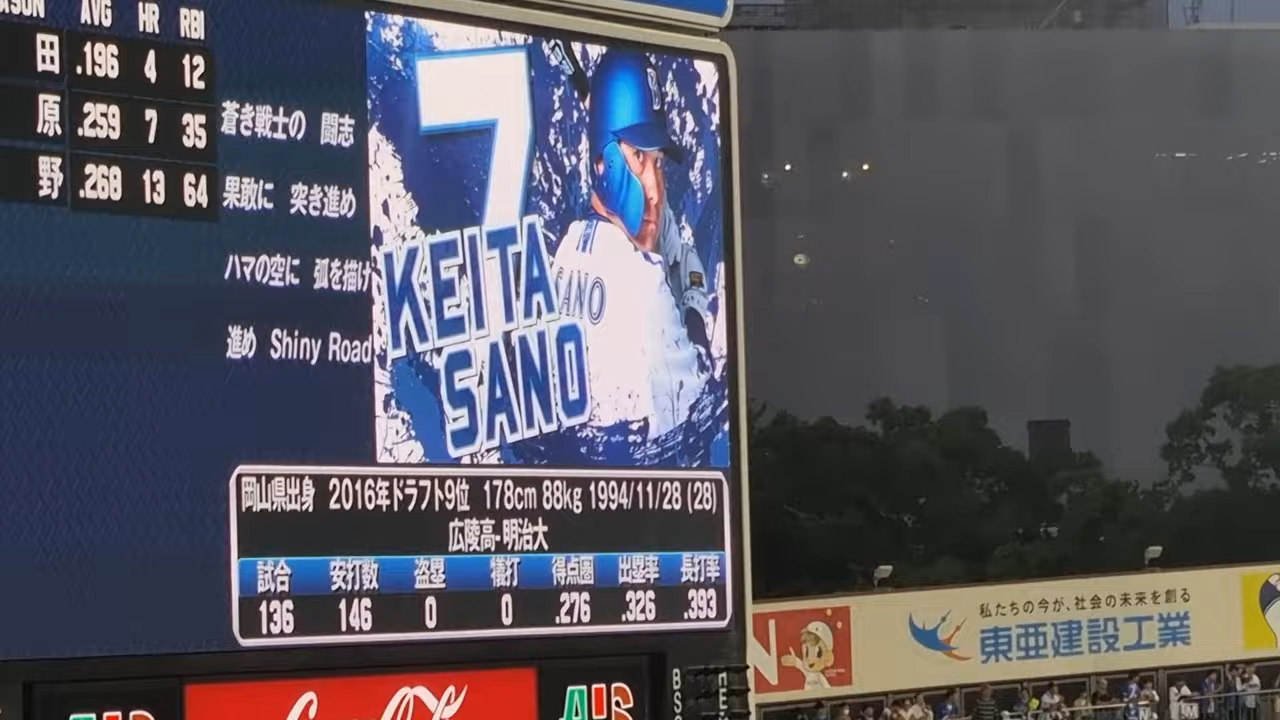 AVG HR RBI
田 .196 4 12
原 .259 7 35
野 .268 13 64
蒼き戦士の 闘志
果敢に 突き進め
ハマの空に 弧を描け
進め Shiny Road
7
KEITA
SANO
SANO
岡山県出身 2016年ドラフト9位 178cm 88kg 1994/11/28 (28)
広陵高-明治大
試合 安打数 盗塁 犠打 得点圏 出塁率 長打率
136 146 0 0 .276 .326 .393
私たちの今が、社会の未来を創る
東亜建設工業
N
Coca-Cola
B
S